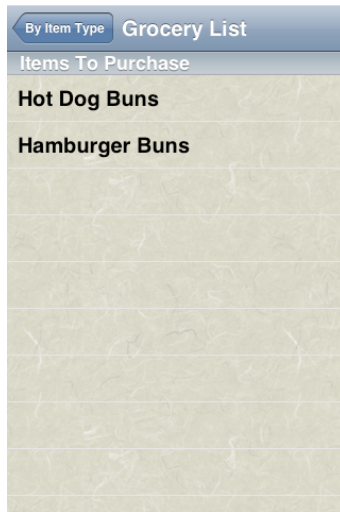 By Item Type
Grocery List
Items To Purchase
Hot Dog Buns
Hamburger Buns